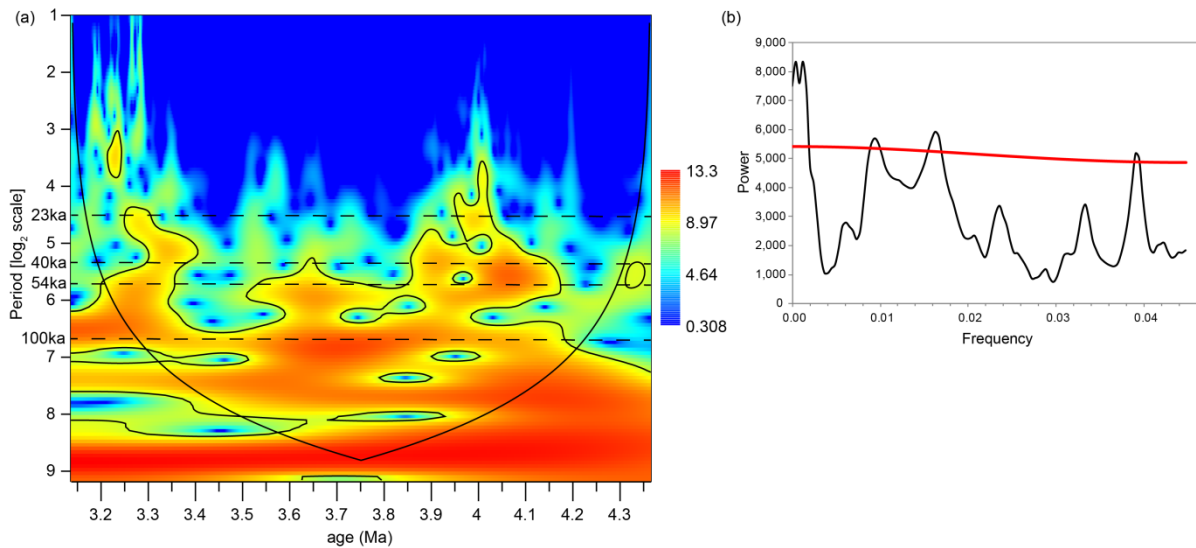 (a)
1
2
3
4
23ka
5
40ka
54ka
6
100ka
7
8
9
Period [log₂ scale]
3.2 3.3 3.4 3.5 3.6 3.7 3.8 3.9 4 4.1 4.2 4.3
age (Ma)
13.3
8.97
4.64
0.308
(b)
9,000
8,000
7,000
6,000
5,000
4,000
3,000
2,000
1,000
0
Power
0.00 0.01 0.02 0.03 0.04
Frequency